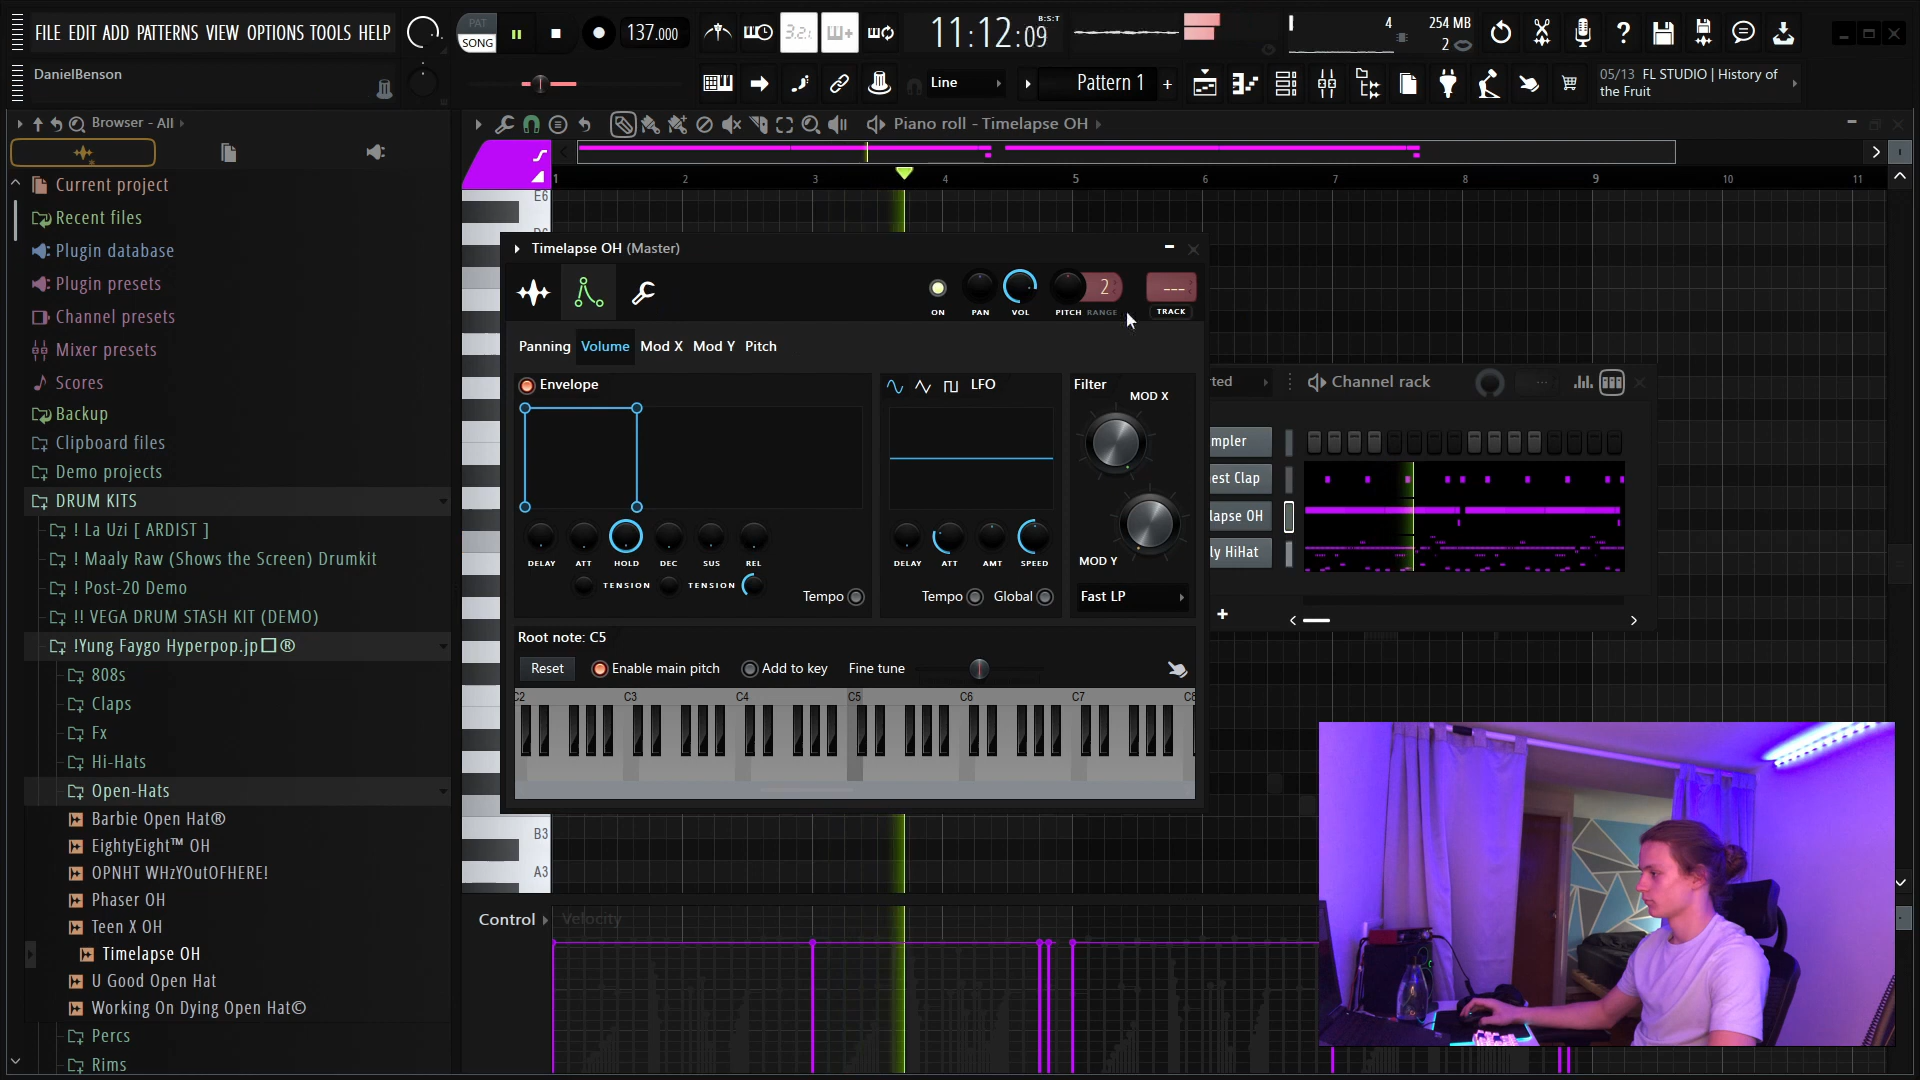 FILE EDIT ADD PATTERNS VIEW OPTIONS TOOLS HELP
PAT
SONG
137.000
3.2.
11:12:09
B:S:T
4
254 MB
2
DanielBenson
Line
Pattern 1
05/13 FL STUDIO | History of
the Fruit
Browser - All
Piano roll - Timelapse OH
Current project
Recent files
Plugin database
Plugin presets
Channel presets
Mixer presets
Scores
Backup
Clipboard files
Demo projects
DRUM KITS
! La Uzi [ ARDIST ]
! Maaly Raw (Shows the Screen) Drumkit
! Post-20 Demo
!! VEGA DRUM STASH KIT (DEMO)
!Yung Faygo Hyperpop.jp□®
808s
Claps
Fx
Hi-Hats
Open-Hats
Barbie Open Hat®
EightyEight™ OH
OPNHT WHzYOutOFHERE!
Phaser OH
Teen X OH
Timelapse OH
U Good Open Hat
Working On Dying Open Hat©
Percs
Rims
1 2 3 4 5 6 7 8 9 10 11
E6
Timelapse OH (Master)
2
---
ON PAN VOL PITCH RANGE TRACK
Panning Volume Mod X Mod Y Pitch
Envelope
LFO
Filter
MOD X
DELAY ATT HOLD DEC SUS REL
TENSION TENSION
Tempo
DELAY ATT AMT SPEED
Tempo Global
MOD Y
Fast LP
Root note: C5
Reset Enable main pitch Add to key Fine tune
C2 C3 C4 C5 C6 C7 C8
B3
A3
Control Velocity
ted
Channel rack
mpler
est Clap
lapse OH
ly HiHat